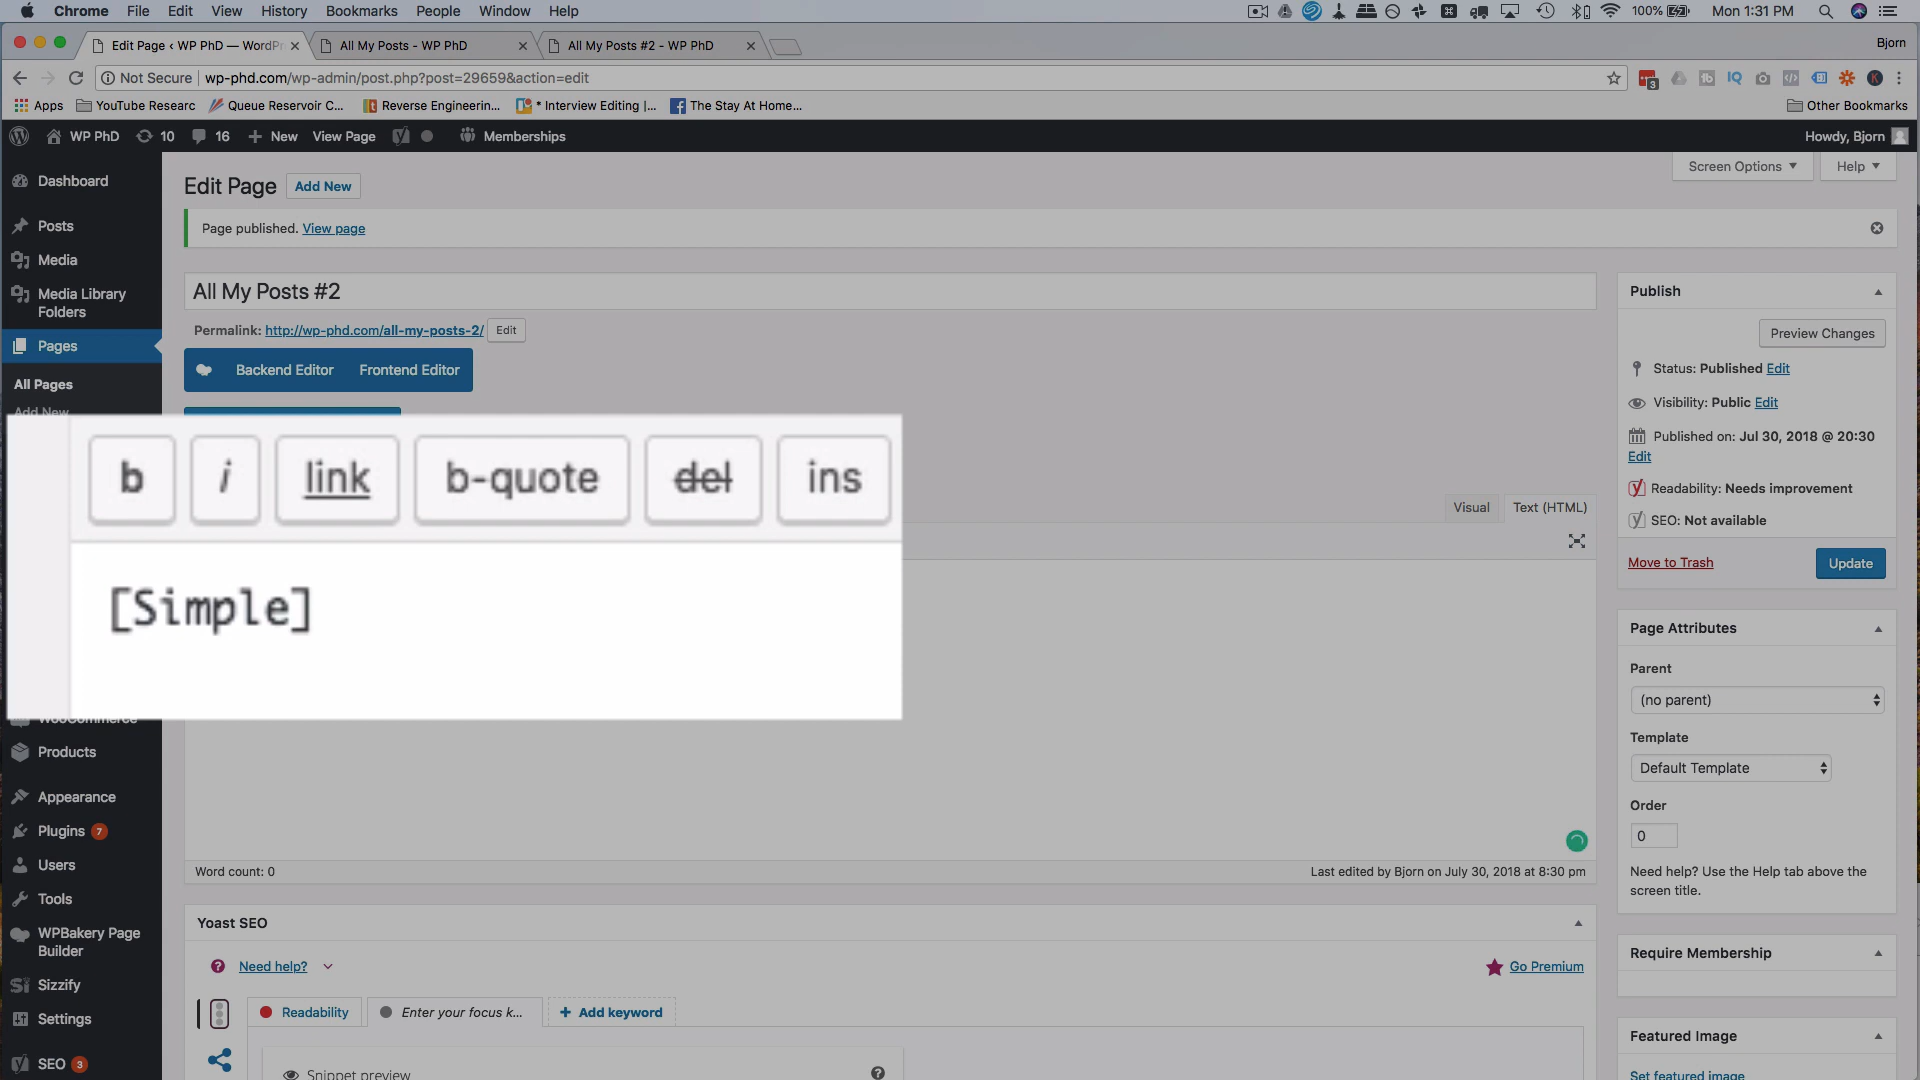 Chrome File Edit View History Bookmarks People Window Help 100% Mon 1:31 PM
Edit Page ‹ WP PhD — WordPr All My Posts - WP PhD All My Posts #2 - WP PhD Bjorn
Not Secure wp-phd.com/wp-admin/post.php?post=29659&action=edit
Apps YouTube Researc Queue Reservoir C... Reverse Engineerin... * Interview Editing |... The Stay At Home... Other Bookmarks
WP PhD 10 16 New View Page Memberships Howdy, Bjorn
Screen Options Help
Dashboard
Posts
Media
Media Library
Folders
Pages
All Pages
Add New
WooCommerce
Products
Appearance
Plugins 7
Users
Tools
WPBakery Page
Builder
Sizzify
Settings
SEO 3
Edit Page Add New
Page published. View page
All My Posts #2
Permalink: http://wp-phd.com/all-my-posts-2/ Edit
Backend Editor Frontend Editor
b i link b-quote del ins
Visual Text (HTML)
[Simple]
Word count: 0 Last edited by Bjorn on July 30, 2018 at 8:30 pm
Yoast SEO
Need help? Go Premium
Readability Enter your focus k... + Add keyword
Snippet preview
Publish
Preview Changes
Status: Published Edit
Visibility: Public Edit
Published on: Jul 30, 2018 @ 20:30
Edit
Readability: Needs improvement
SEO: Not available
Move to Trash Update
Page Attributes
Parent
(no parent)
Template
Default Template
Order
0
Need help? Use the Help tab above the
screen title.
Require Membership
Featured Image
Set featured image